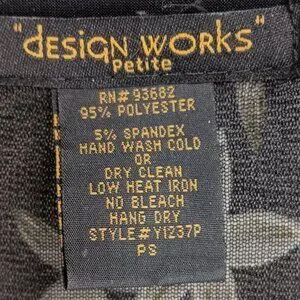 "deSIGN WORKS"
Petite
RN# 93682
95% POLYESTER
5% SPANDEX
HAND WASH COLD
OR
DRY CLEAN
LOW HEAT IRON
NO BLEACH
HANG DRY
STYLE#Y1237P
PS